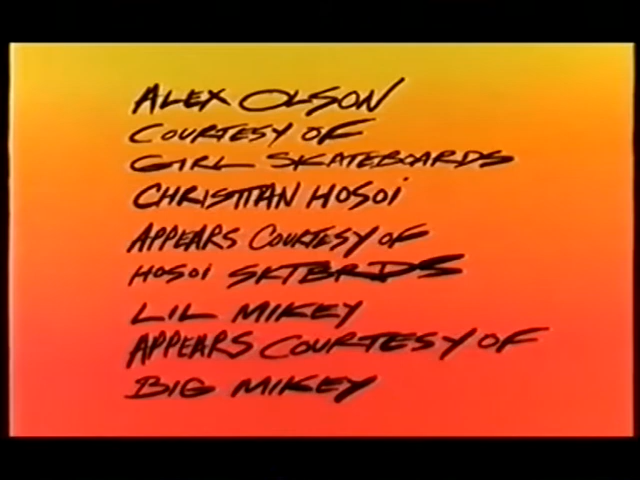 ALEX OLSON
COURTESY OF
GIRL SKATEBOARDS
CHRISTIAN HOSOi
APPEARS COURTESY OF
HOSOi SKTBRDS
LIL MIKEY
APPEARS COURTESY OF
BIG MIKEY